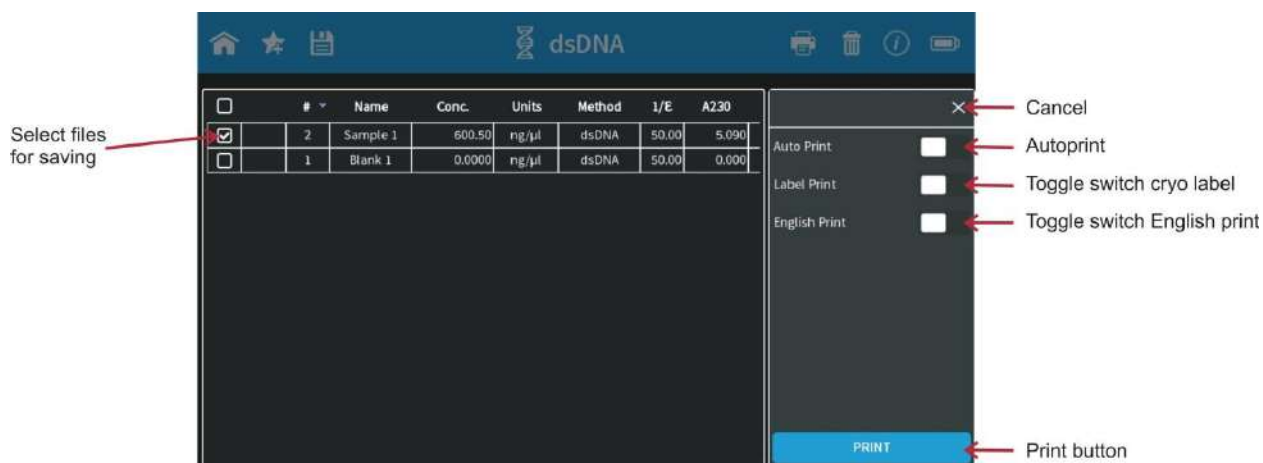 dsDNA
# Name Conc. Units Method 1/ε A230
2 Sample 1 600.50 ng/µl dsDNA 50.00 5.090
1 Blank 1 0.0000 ng/µl dsDNA 50.00 0.000
Select files
for saving
Cancel
Auto Print
Autoprint
Label Print
Toggle switch cryo label
English Print
Toggle switch English print
PRINT
Print button